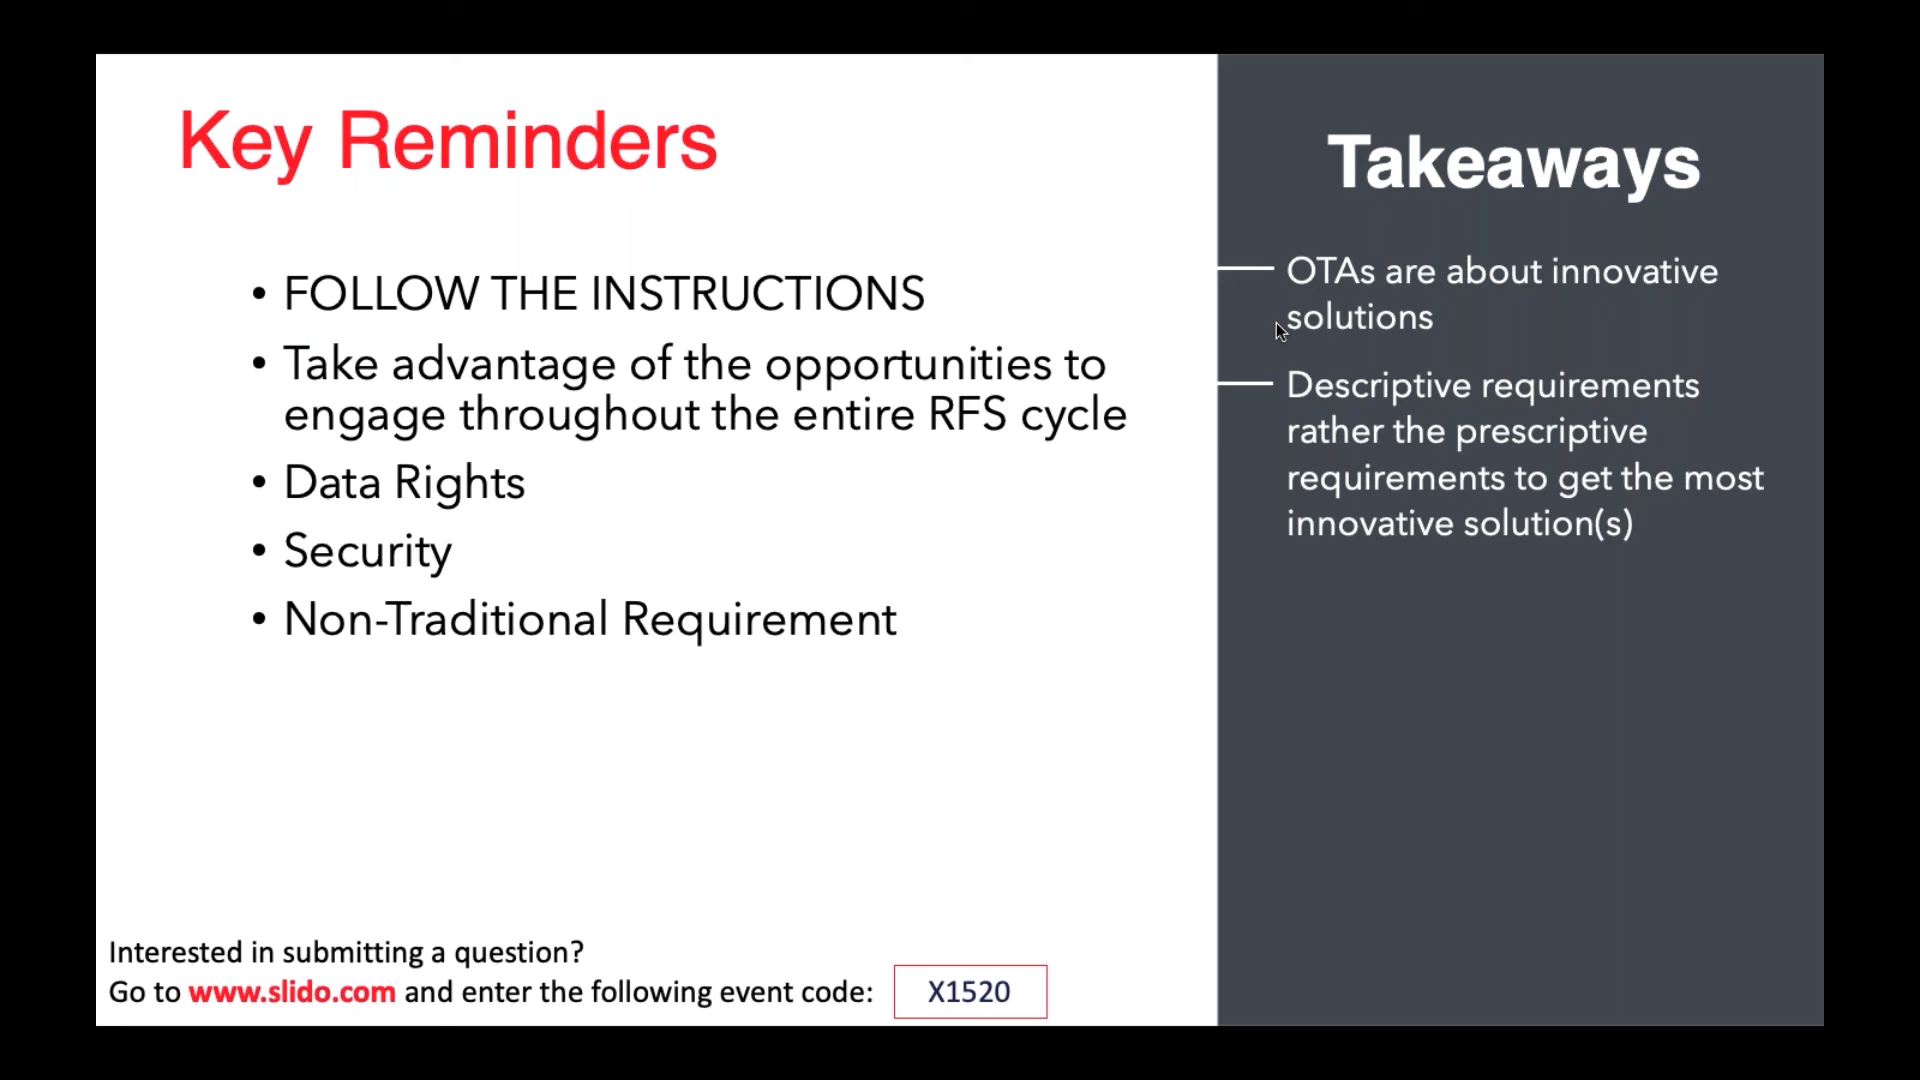 Key Reminders
• FOLLOW THE INSTRUCTIONS
• Take advantage of the opportunities to
engage throughout the entire RFS cycle
• Data Rights
• Security
• Non-Traditional Requirement
Interested in submitting a question?
Go to www.slido.com and enter the following event code: X1520
Takeaways
OTAs are about innovative
solutions
Descriptive requirements
rather the prescriptive
requirements to get the most
innovative solution(s)